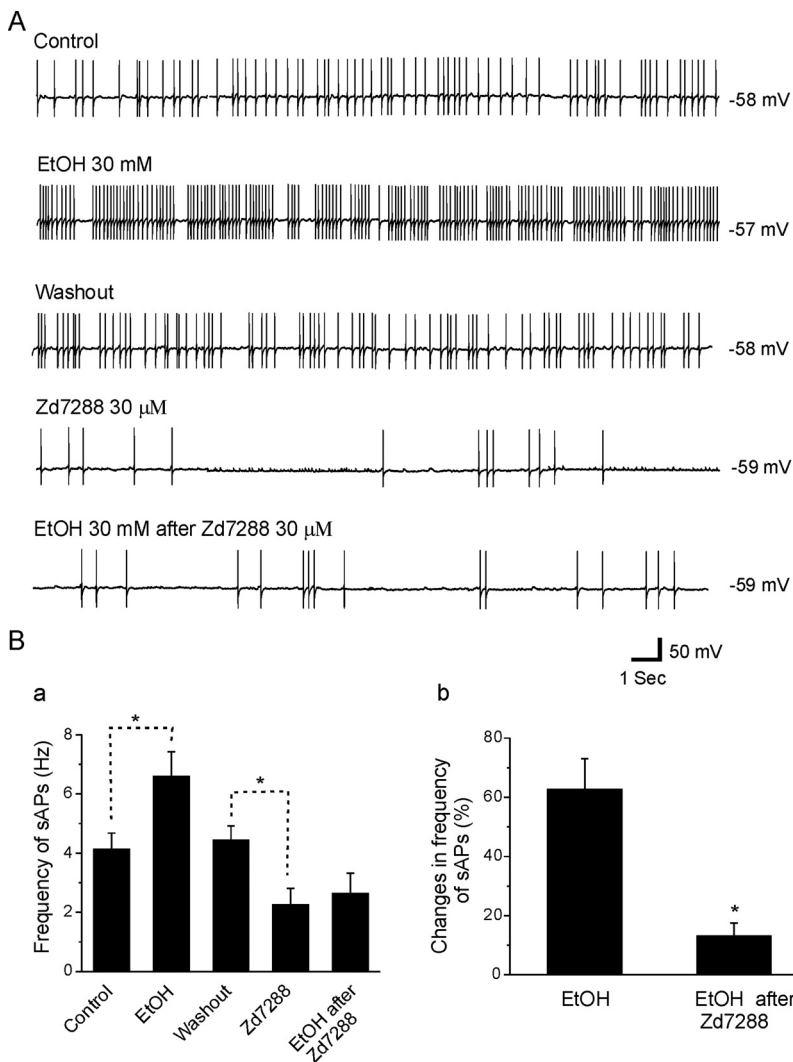 A
Control
-58 mV
EtOH 30 mM
-57 mV
Washout
-58 mV
Zd7288 30 μM
-59 mV
EtOH 30 mM after Zd7288 30 μM
-59 mV
50 mV
1 Sec
B
a
Frequency of sAPs (Hz)
8
6
4
2
0
*
*
Control
EtOH
Washout
Zd7288
EtOH after
Zd7288
b
Changes in frequency
of sAPs (%)
80
60
40
20
0
*
EtOH
EtOH after
Zd7288